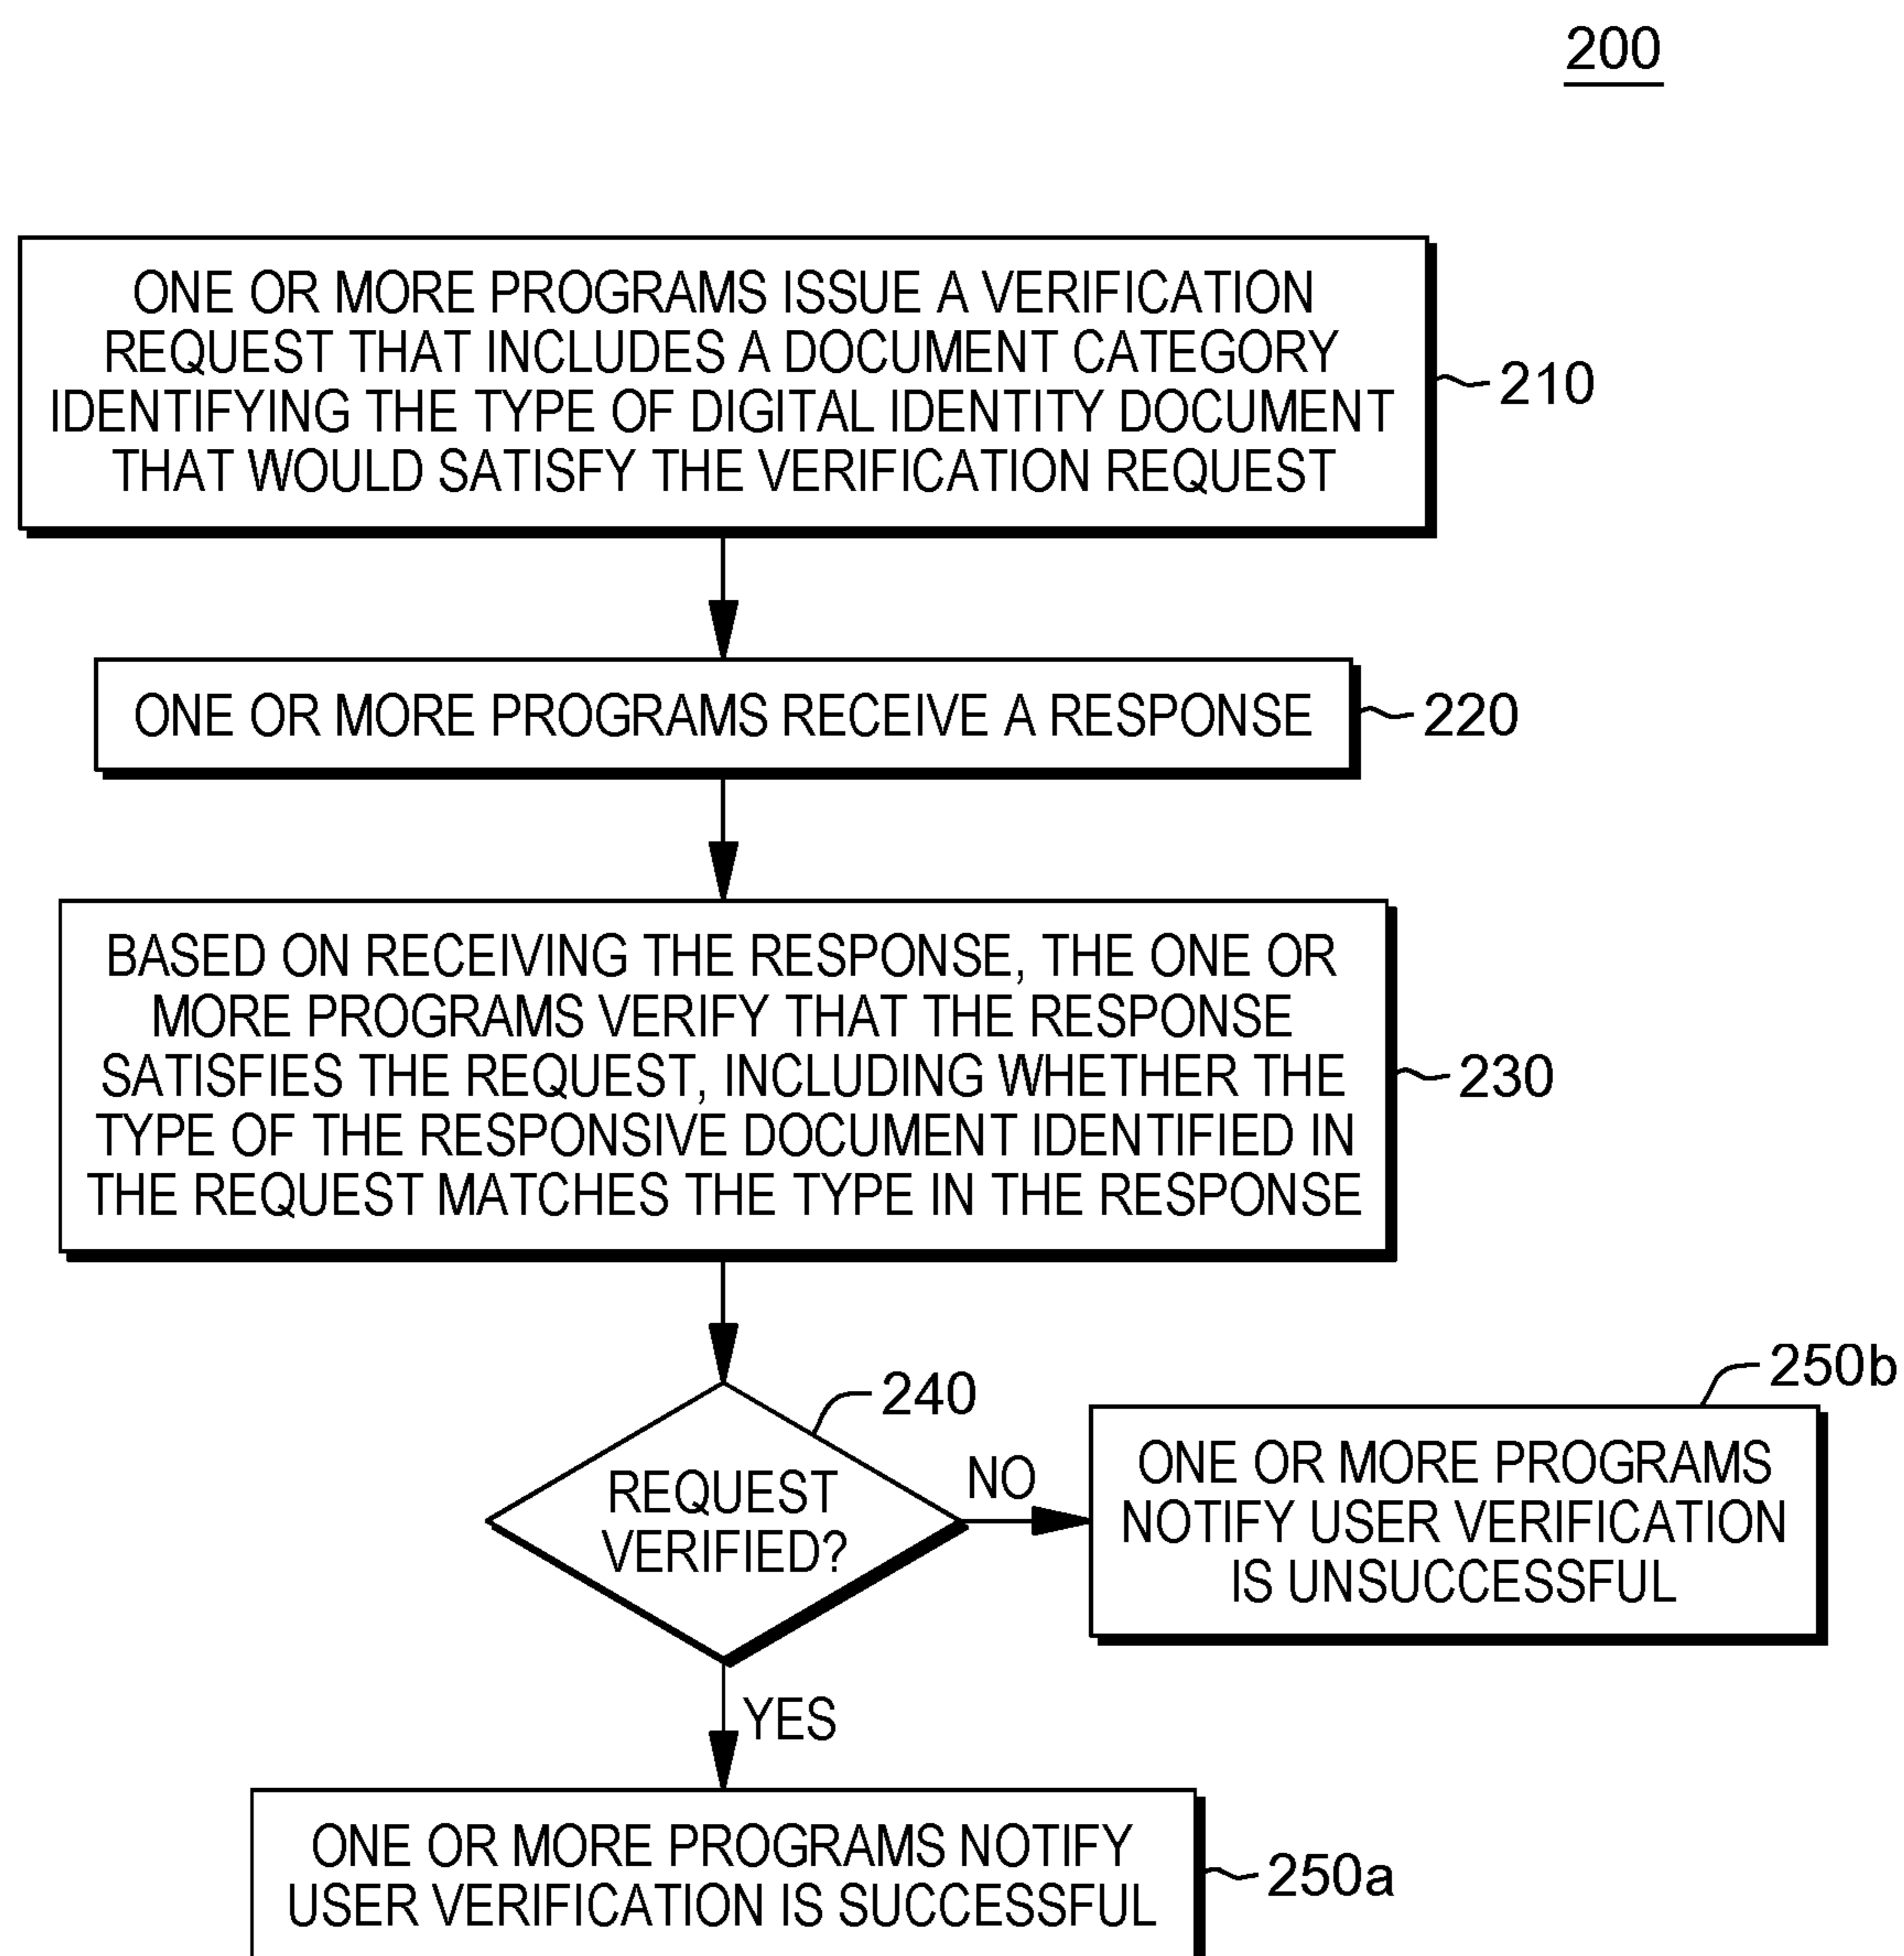 200
ONE OR MORE PROGRAMS ISSUE A VERIFICATION
REQUEST THAT INCLUDES A DOCUMENT CATEGORY
IDENTIFYING THE TYPE OF DIGITAL IDENTITY DOCUMENT
THAT WOULD SATISFY THE VERIFICATION REQUEST
210
ONE OR MORE PROGRAMS RECEIVE A RESPONSE
220
BASED ON RECEIVING THE RESPONSE, THE ONE OR
MORE PROGRAMS VERIFY THAT THE RESPONSE
SATISFIES THE REQUEST, INCLUDING WHETHER THE
TYPE OF THE RESPONSIVE DOCUMENT IDENTIFIED IN
THE REQUEST MATCHES THE TYPE IN THE RESPONSE
230
240
REQUEST
VERIFIED?
NO
250b
ONE OR MORE PROGRAMS
NOTIFY USER VERIFICATION
IS UNSUCCESSFUL
YES
ONE OR MORE PROGRAMS NOTIFY
USER VERIFICATION IS SUCCESSFUL
250a